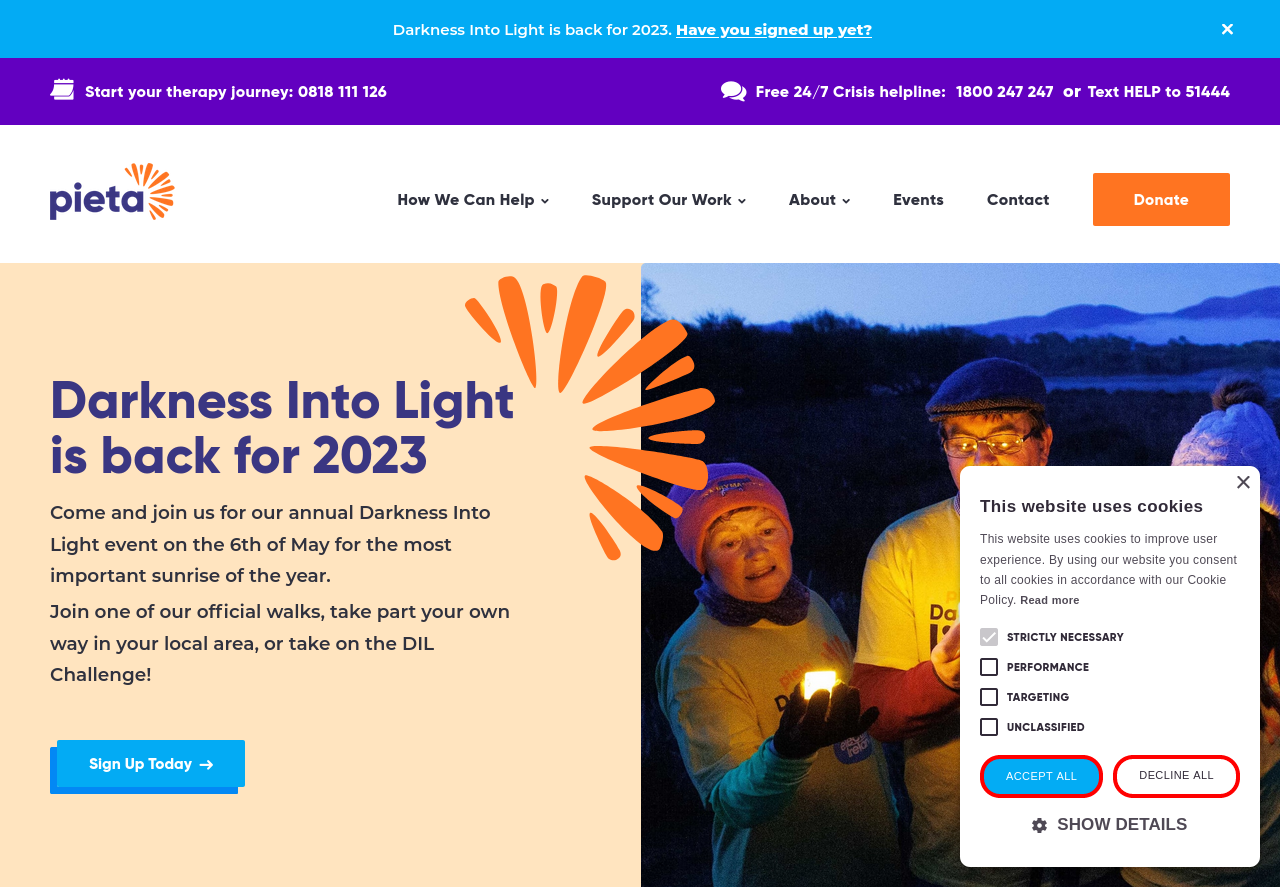 Darkness Into Light is back for 2023. Have you signed up yet?
Start your therapy journey: 0818 111 126
Free 24/7 Crisis helpline: 1800 247 247 or Text HELP to 51444
pieta
How We Can Help
Support Our Work
About
Events
Contact
Donate
Darkness Into Light
is back for 2023
Come and join us for our annual Darkness Into
Light event on the 6th of May for the most
important sunrise of the year.
Join one of our official walks, take part your own
way in your local area, or take on the DIL
Challenge!
Sign Up Today
This website uses cookies
This website uses cookies to improve user
experience. By using our website you consent
to all cookies in accordance with our Cookie
Policy. Read more
STRICTLY NECESSARY
PERFORMANCE
TARGETING
UNCLASSIFIED
ACCEPT ALL
DECLINE ALL
SHOW DETAILS